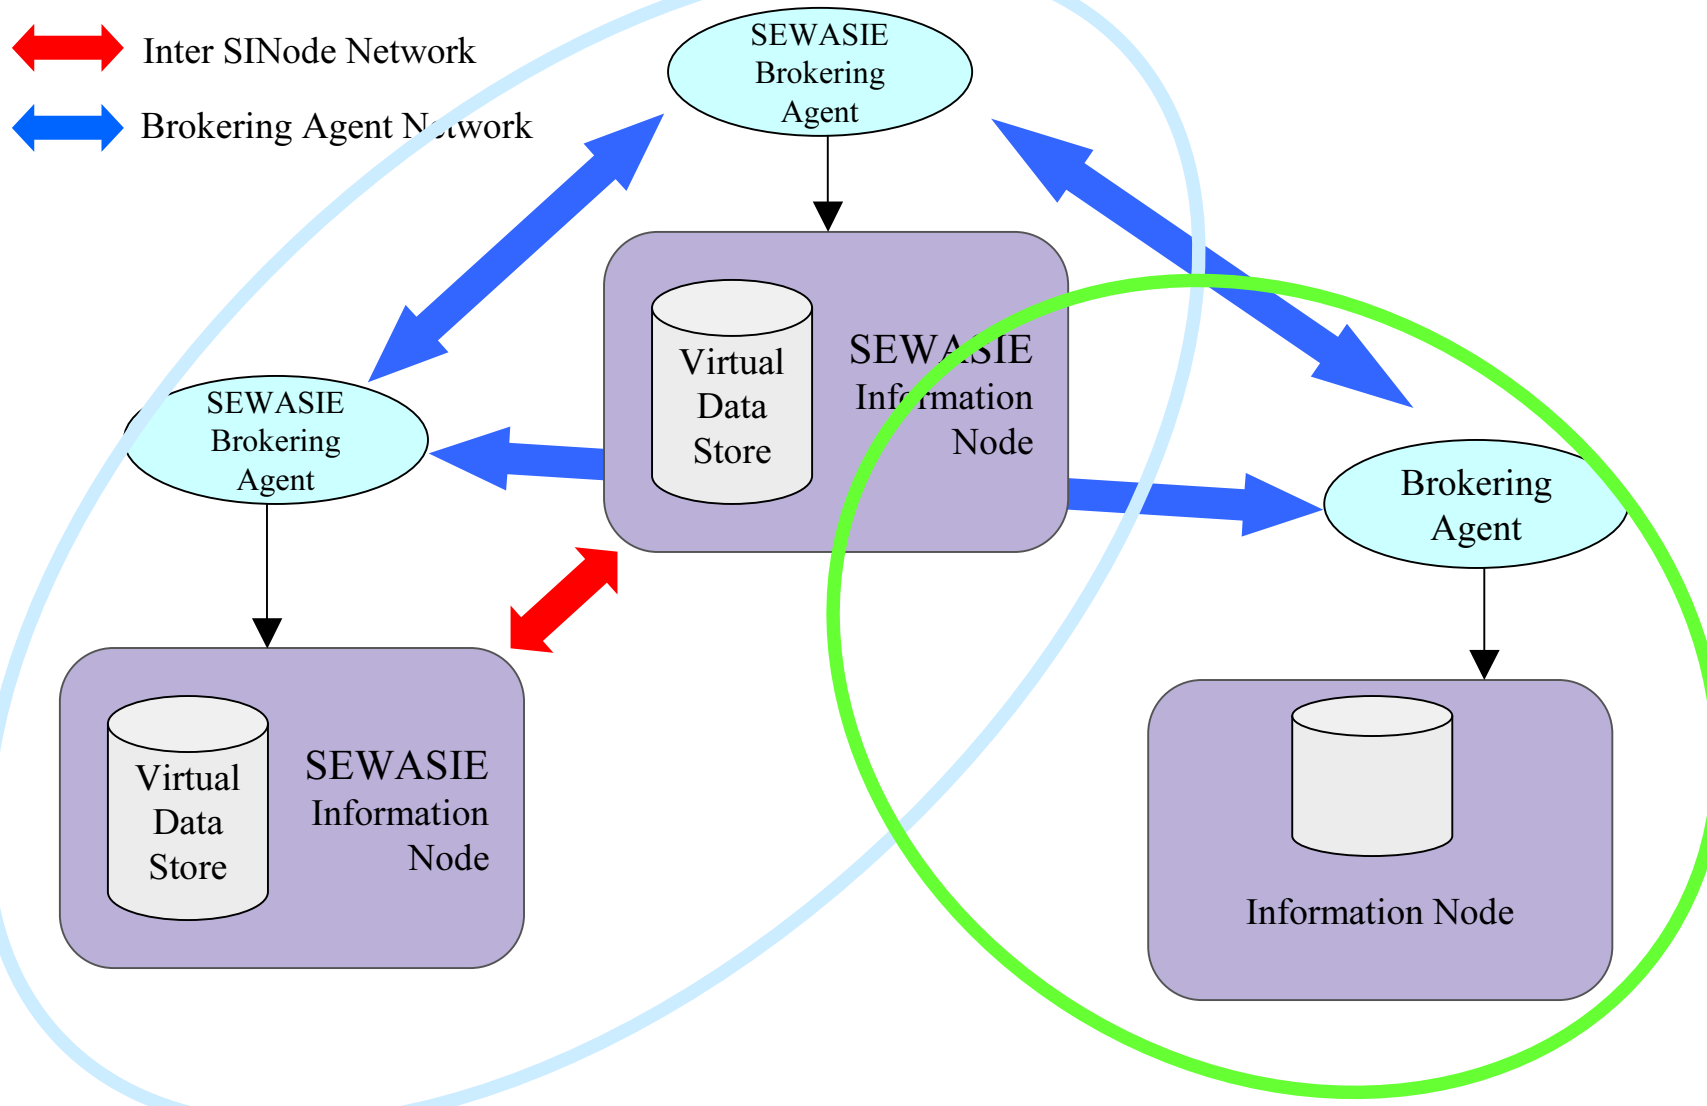 Inter SINode Network
Brokering Agent Network
SEWASIE
Brokering
Agent
Virtual
Data
Store
SEWASIE
Information
Node
SEWASIE
Brokering
Agent
Brokering
Agent
Virtual
Data
Store
SEWASIE
Information
Node
Information Node